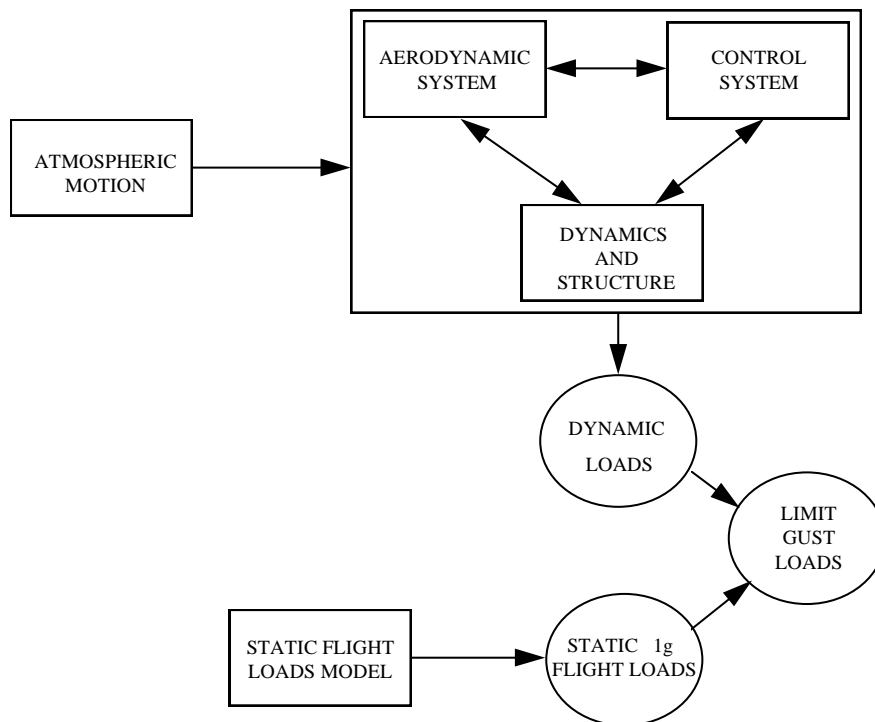 AERODYNAMIC
SYSTEM
CONTROL
SYSTEM
ATMOSPHERIC
MOTION
DYNAMICS
AND
STRUCTURE
DYNAMIC
LOADS
LIMIT
GUST
LOADS
STATIC FLIGHT
LOADS MODEL
STATIC 1g
FLIGHT LOADS